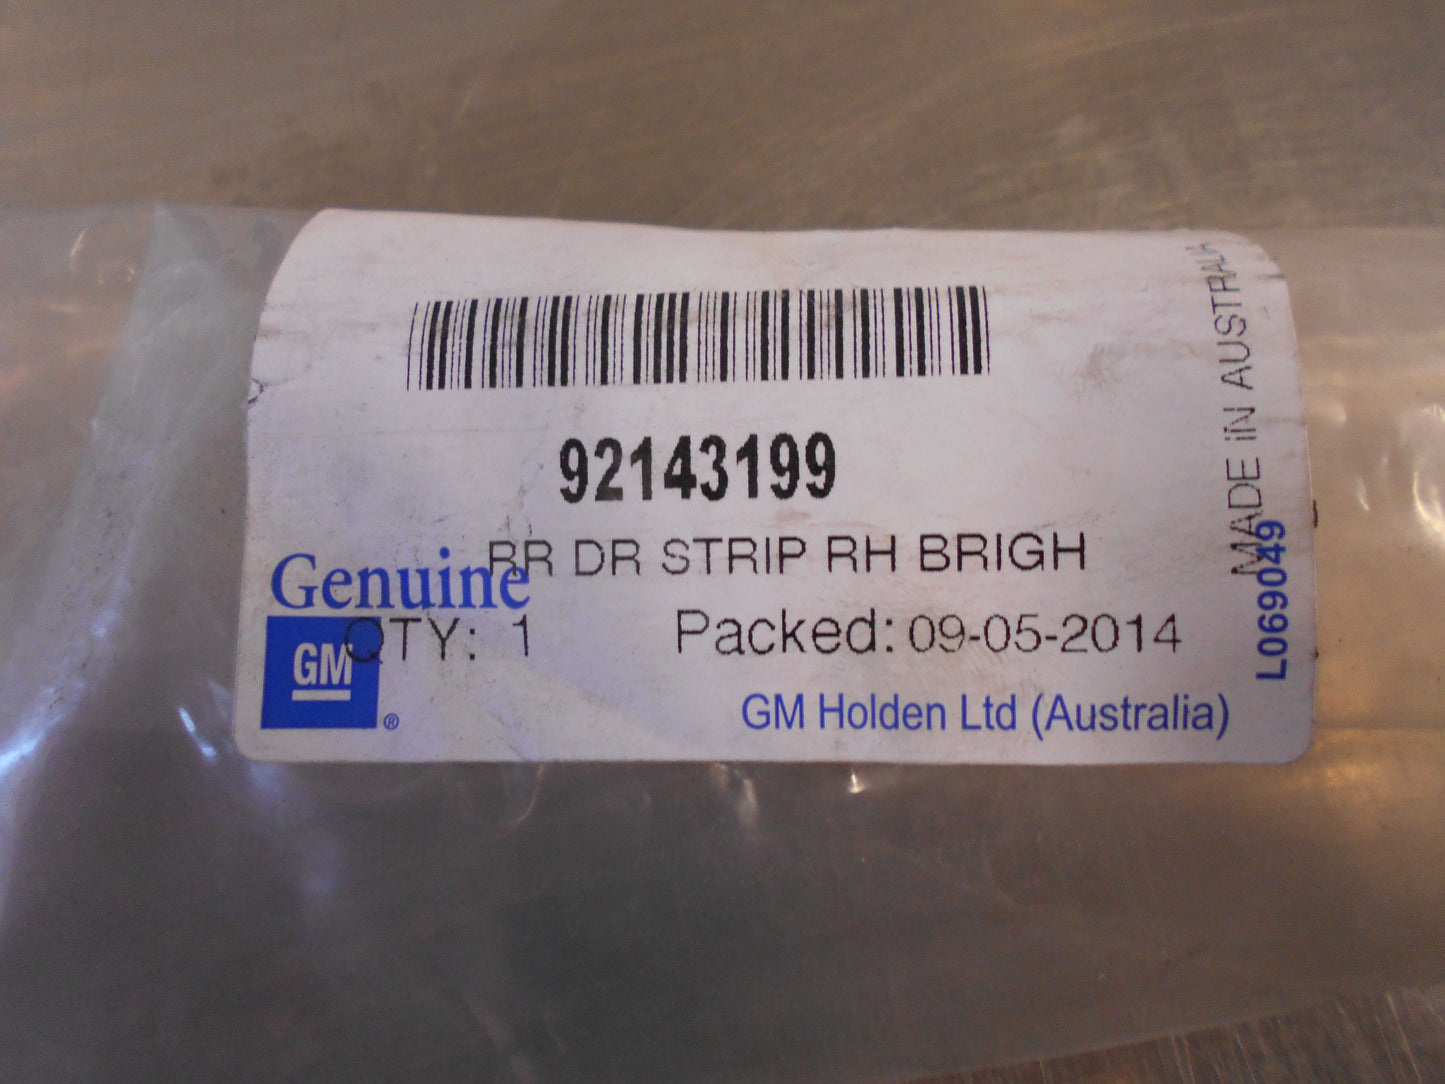 92143199
RR DR STRIP RH BRIGH
Genuine
QTY: 1 Packed: 09-05-2014
GM
®
GM Holden Ltd (Australia)
MADE IN AUSTRALIA
L069049